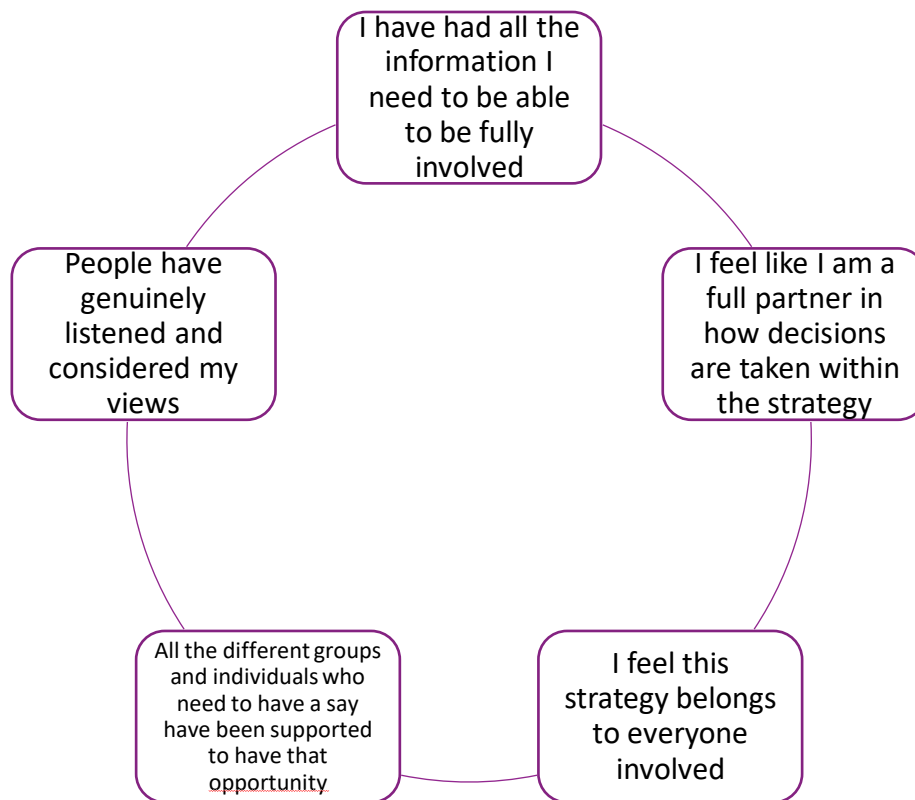 I have had all the
information I
need to be able
to be fully
involved
I feel like I am a
full partner in
how decisions
are taken within
the strategy
I feel this
strategy belongs
to everyone
involved
All the different groups
and individuals who
need to have a say
have been supported
to have that
opportunity
People have
genuinely
listened and
considered my
views